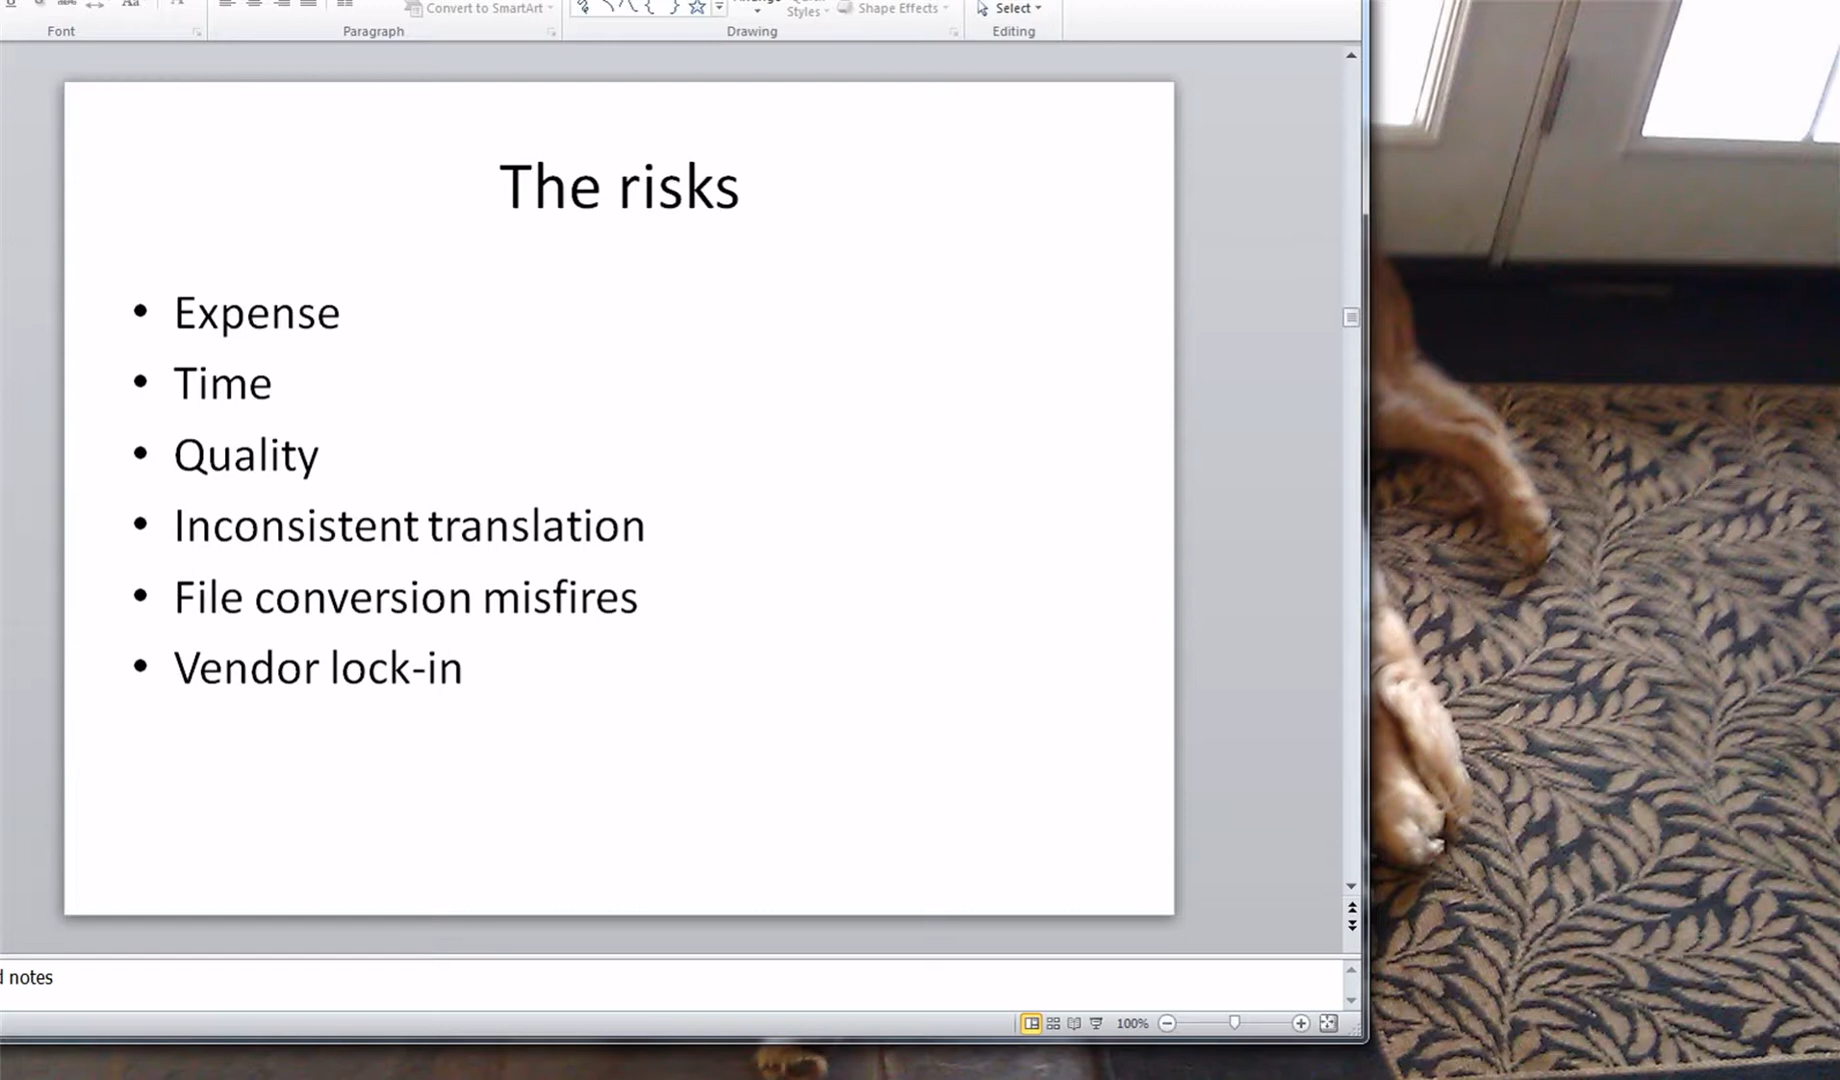 Convert to SmartArt
Styles
Shape Effects
Select
Font
Paragraph
Drawing
Editing
The risks
• Expense
• Time
• Quality
• Inconsistent translation
• File conversion misfires
• Vendor lock-in
notes
100%